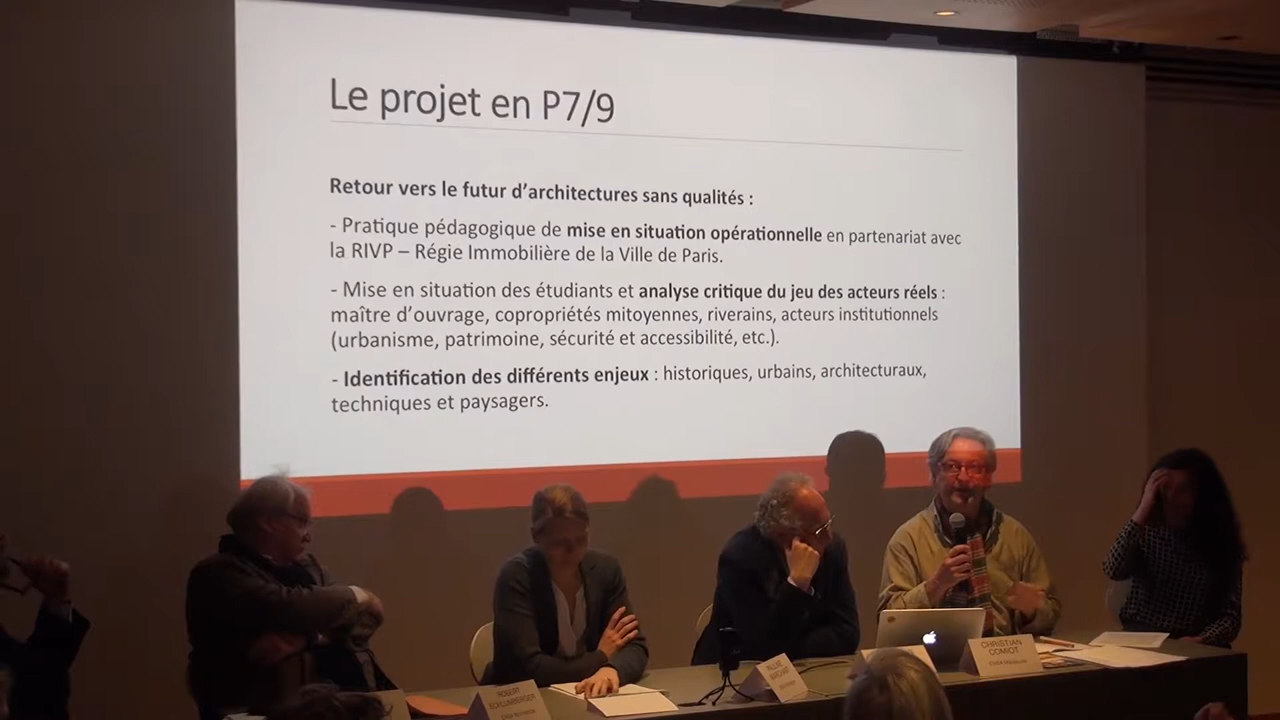 Le projet en P7/9
Retour vers le futur d'architectures sans qualités :
- Pratique pédagogique de mise en situation opérationnelle en partenariat avec
la RIVP – Régie Immobilière de la Ville de Paris.
- Mise en situation des étudiants et analyse critique du jeu des acteurs réels :
maître d'ouvrage, copropriétés mitoyennes, riverains, acteurs institutionnels
(urbanisme, patrimoine, sécurité et accessibilité, etc.).
- Identification des différents enjeux : historiques, urbains, architecturaux,
techniques et paysagers.
ROBERT
SCHLUMBERGER
CHRISTIAN
COMIOT